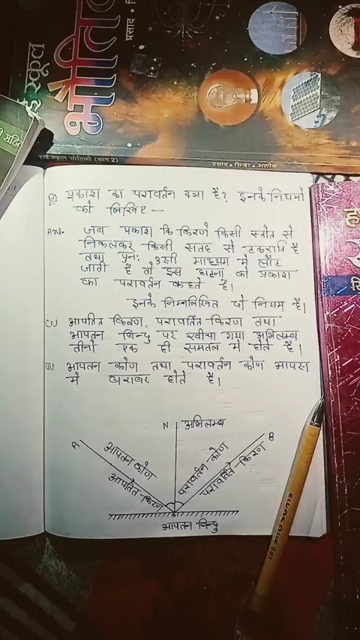 हाई स्कूल
भौतिकी
हाई स्कूल भौतिकी (भाग 2)
प्रसाद • सिन्हा • अशोक
प्रकाश का परावर्तन क्या है? इनके नियमों
को लिखिए —
Ans. जब प्रकाश कि किरणें किसी स्त्रोत से
निकलकर किसी सतह से टकराती है
तथा पुनः उसी माध्यम में लौट
जाती है तो इस घटना को प्रकाश
का परावर्तन कहते है।
इनके निम्नलिखित दो नियम है।
(i) आपतित किरण, परावर्तित किरण तथा
आपतन बिन्दु पर खींचा गया अभिलम्ब
तीनों एक ही समतल में होते है।
(ii) आपतन कोण तथा परावर्तन कोण आपस
में बराबर होते है।
N अभिलम्ब
A
B
आपतन कोण
आपतित किरण
परावर्तन कोण
परावर्तित किरण
आपतन बिन्दु